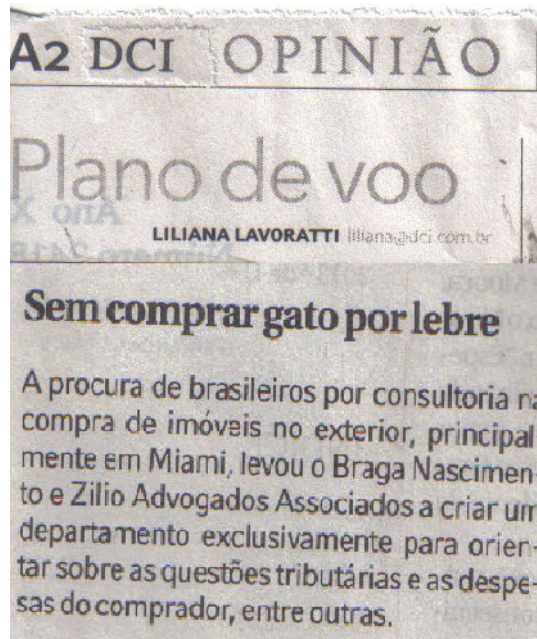 A2 DCI OPINIÃO
Plano de voo
LILIANA LAVORATTI liliana@dci.com.br
Sem comprar gato por lebre
A procura de brasileiros por consultoria na
compra de imóveis no exterior, principal-
mente em Miami, levou o Braga Nascimen-
to e Zilio Advogados Associados a criar um
departamento exclusivamente para orien-
tar sobre as questões tributárias e as despe-
sas do comprador, entre outras.